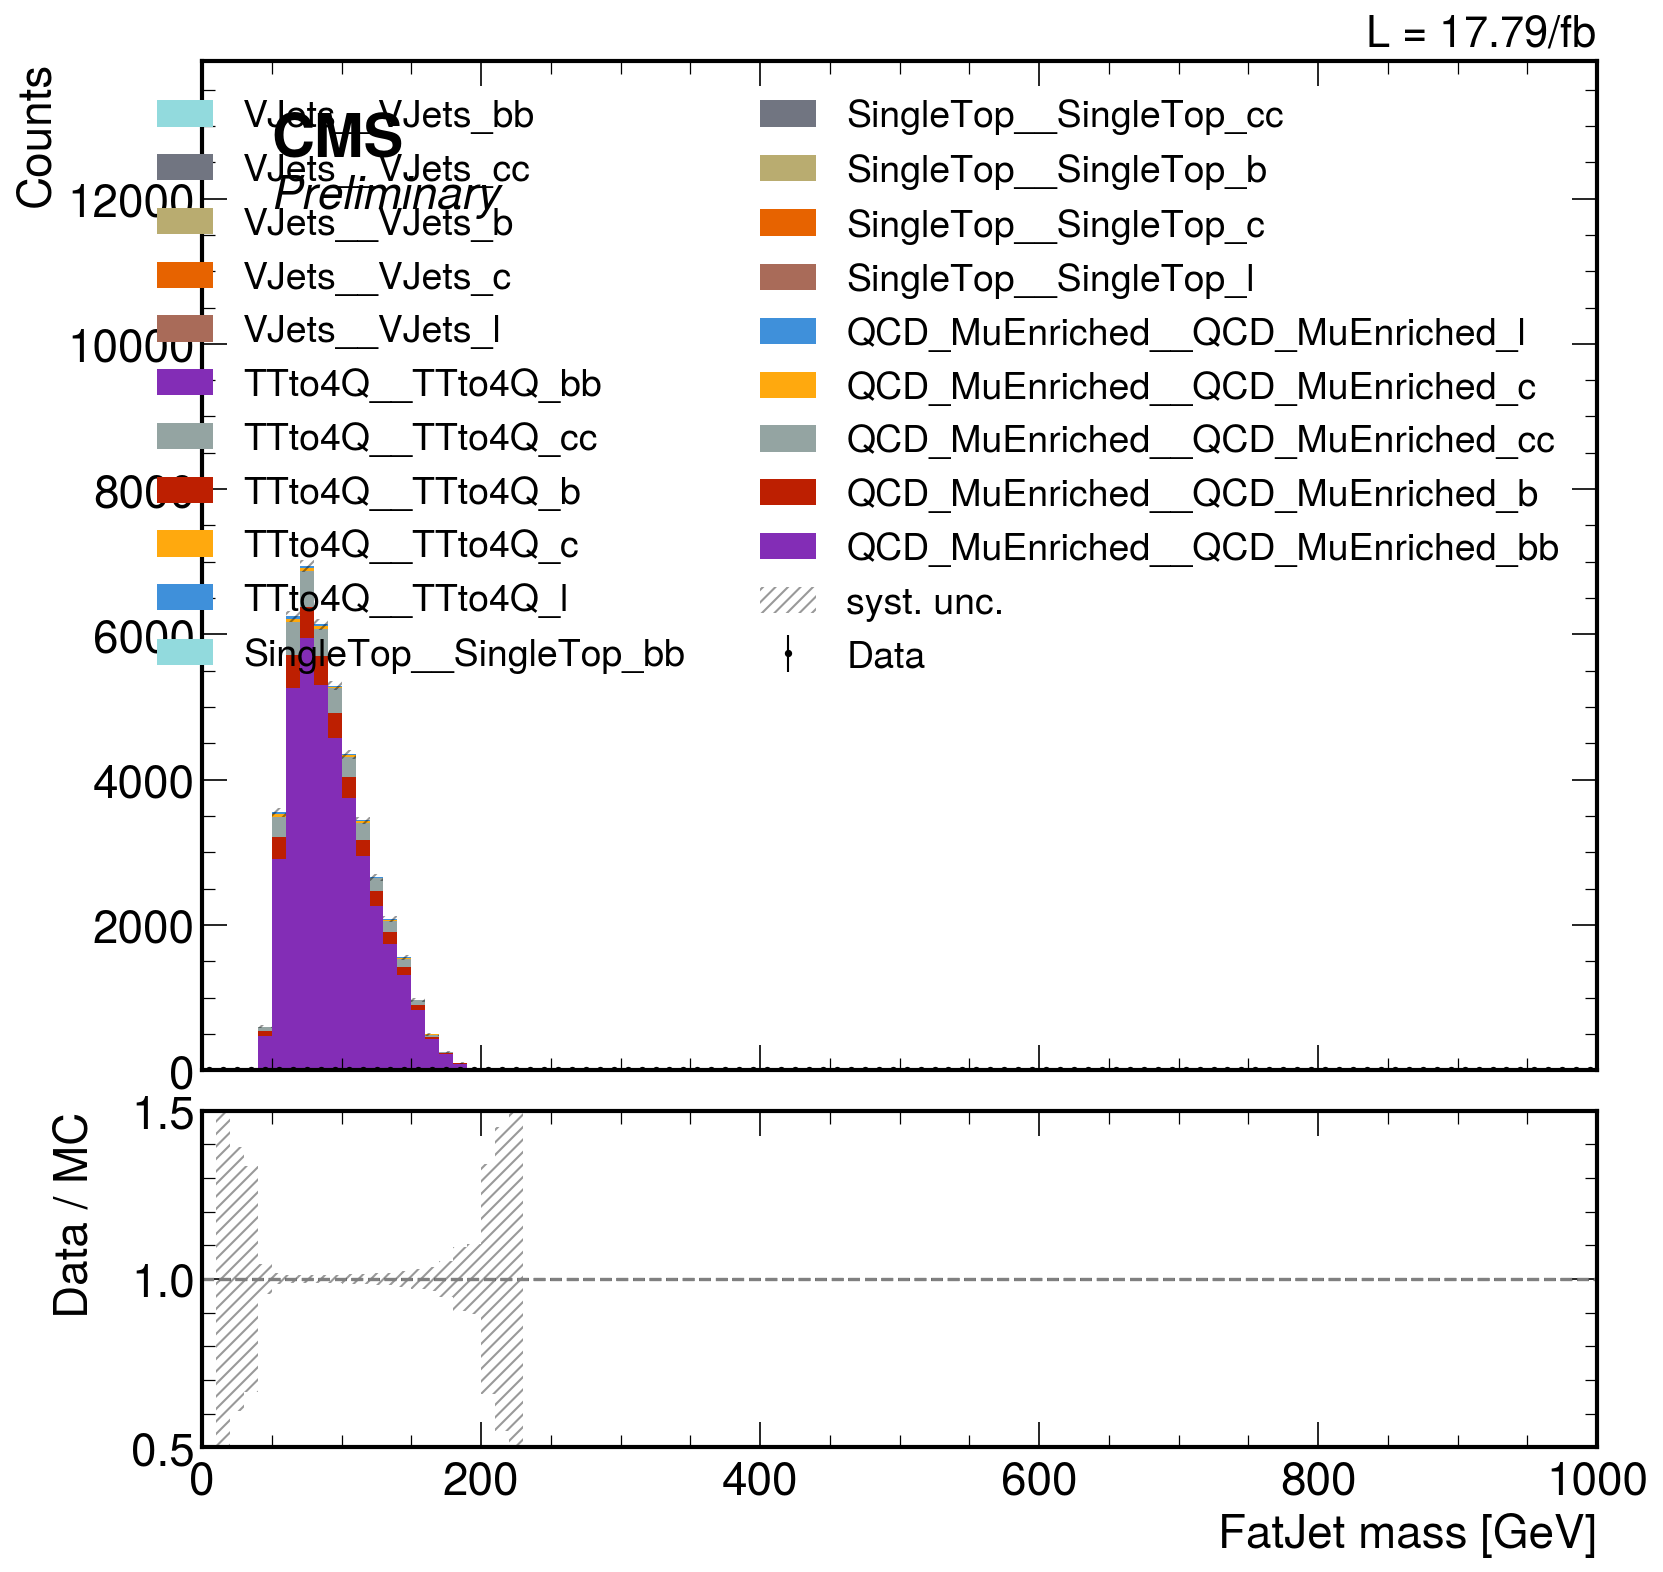 L = 17.79/fb
Counts
CMS
Preliminary
VJets__VJets_bb
VJets__VJets_cc
VJets__VJets_b
VJets__VJets_c
VJets__VJets_l
TTto4Q__TTto4Q_bb
TTto4Q__TTto4Q_cc
TTto4Q__TTto4Q_b
TTto4Q__TTto4Q_c
TTto4Q__TTto4Q_l
SingleTop__SingleTop_bb
SingleTop__SingleTop_cc
SingleTop__SingleTop_b
SingleTop__SingleTop_c
SingleTop__SingleTop_l
QCD_MuEnriched__QCD_MuEnriched_l
QCD_MuEnriched__QCD_MuEnriched_c
QCD_MuEnriched__QCD_MuEnriched_cc
QCD_MuEnriched__QCD_MuEnriched_b
QCD_MuEnriched__QCD_MuEnriched_bb
syst. unc.
Data
12000
10000
8000
6000
4000
2000
0
Data / MC
1.5
1.0
0.5
0 200 400 600 800 1000
FatJet mass [GeV]